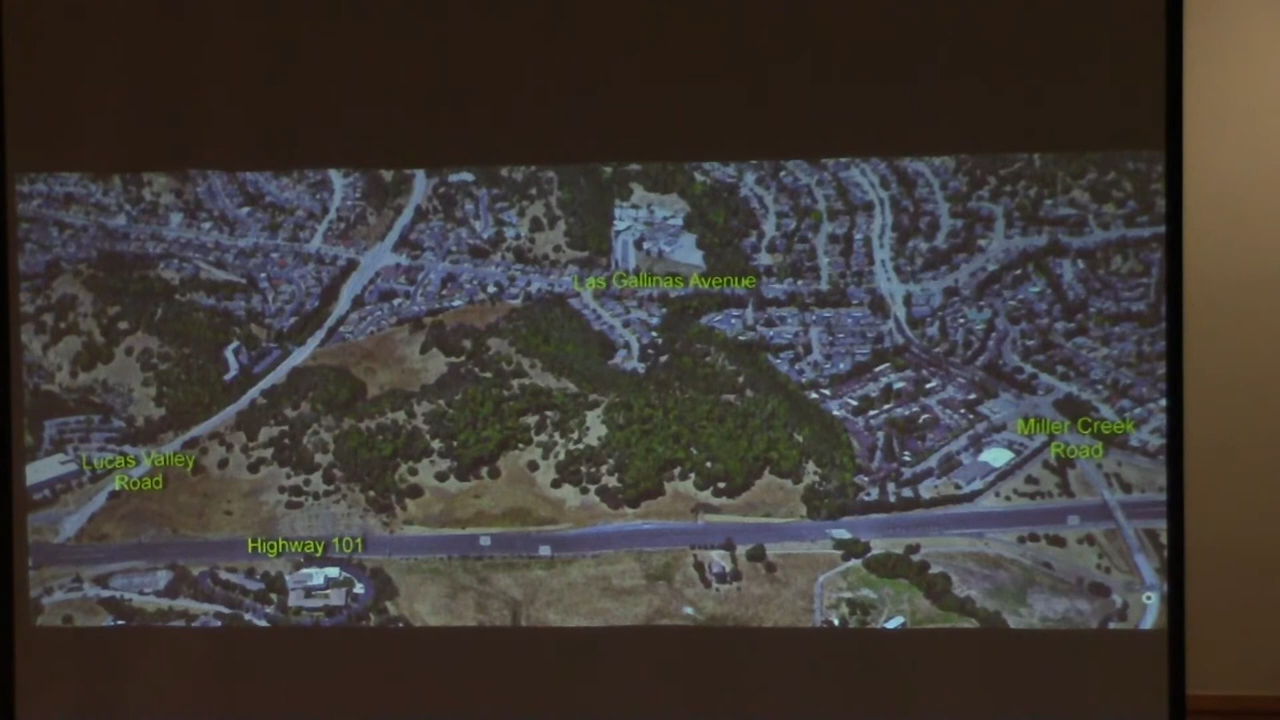 Las Gallinas Avenue
Miller Creek
Road
Lucas Valley
Road
Highway 101